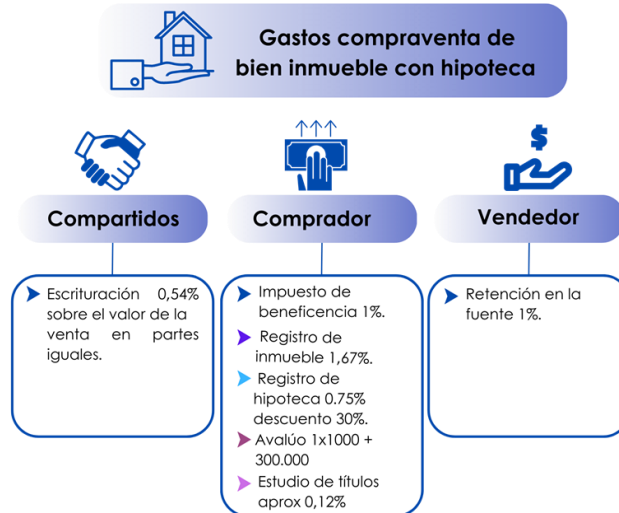 Gastos compraventa de
bien inmueble con hipoteca
$
Compartidos
Escrituración 0,54%
sobre el valor de la
venta en partes
iguales.
Comprador
Impuesto de
beneficencia 1%.
Registro de
inmueble 1,67%.
Registro de
hipoteca 0.75%
descuento 30%.
Avalúo 1x1000 +
300.000
Estudio de títulos
aprox 0,12%
Vendedor
Retención en la
fuente 1%.